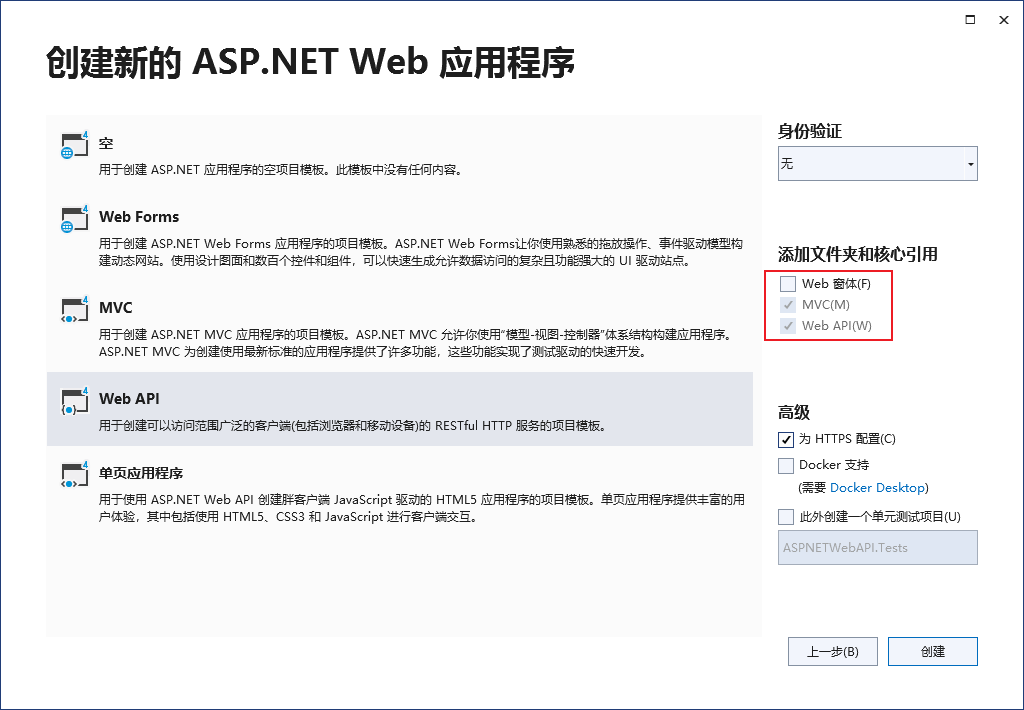 创建新的 ASP.NET Web 应用程序
空
用于创建 ASP.NET 应用程序的空项目模板。此模板中没有任何内容。
Web Forms
用于创建 ASP.NET Web Forms 应用程序的项目模板。ASP.NET Web Forms让你使用熟悉的拖放操作、事件驱动模型构
建动态网站。使用设计图面和数百个控件和组件，可以快速生成允许数据访问的复杂且功能强大的 UI 驱动站点。
MVC
用于创建 ASP.NET MVC 应用程序的项目模板。ASP.NET MVC 允许你使用“模型-视图-控制器”体系结构构建应用程序。
ASP.NET MVC 为创建使用最新标准的应用程序提供了许多功能，这些功能实现了测试驱动的快速开发。
Web API
用于创建可以访问范围广泛的客户端(包括浏览器和移动设备)的 RESTful HTTP 服务的项目模板。
单页应用程序
用于使用 ASP.NET Web API 创建胖客户端 JavaScript 驱动的 HTML5 应用程序的项目模板。单页应用程序提供丰富的用
户体验，其中包括使用 HTML5、CSS3 和 JavaScript 进行客户端交互。
身份验证
无
添加文件夹和核心引用
Web 窗体(F)
MVC(M)
Web API(W)
高级
为 HTTPS 配置(C)
Docker 支持
(需要 Docker Desktop)
此外创建一个单元测试项目(U)
ASPNETWebAPI.Tests
上一步(B)
创建